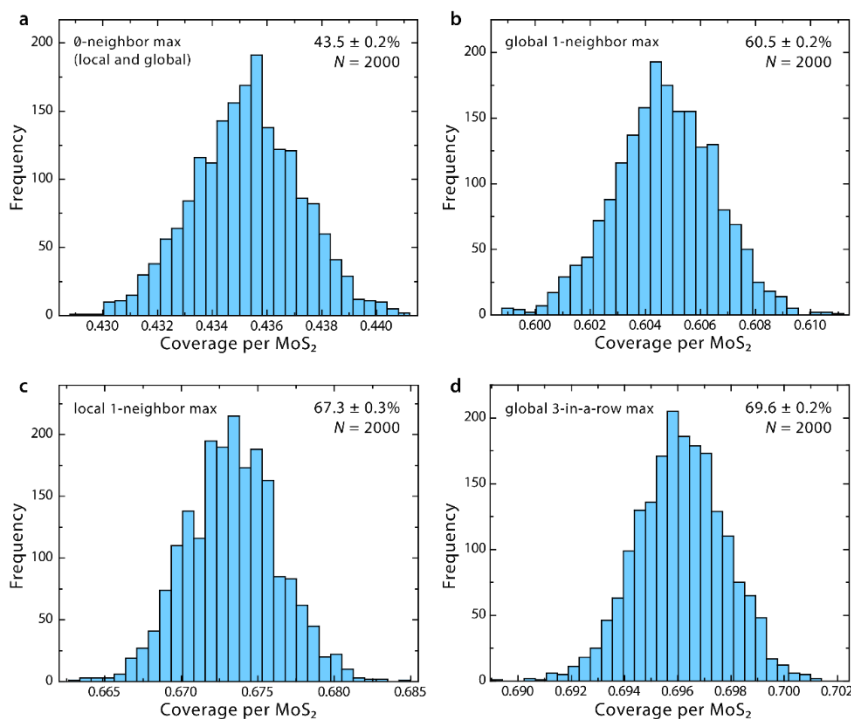 a
0-neighbor max
(local and global)
43.5 ± 0.2%
N = 2000
200
150
100
50
0
Frequency
0.430 0.432 0.434 0.436 0.438 0.440
Coverage per MoS₂
b
global 1-neighbor max
60.5 ± 0.2%
N = 2000
200
150
100
50
0
Frequency
0.600 0.602 0.604 0.606 0.608 0.610
Coverage per MoS₂
c
local 1-neighbor max
67.3 ± 0.3%
N = 2000
200
150
100
50
0
Frequency
0.665 0.670 0.675 0.680 0.685
Coverage per MoS₂
d
global 3-in-a-row max
69.6 ± 0.2%
N = 2000
200
150
100
50
0
Frequency
0.690 0.692 0.694 0.696 0.698 0.700 0.702
Coverage per MoS₂